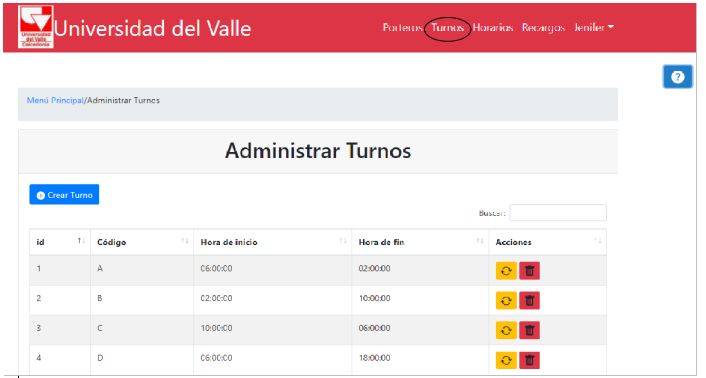 Universidad del Valle
Universidad
del Valle
Caicedonia
Porteros Turnos Horarios Recargos Jenifer
Menú Principal/Administrar Turnos
Administrar Turnos
Crear Turno
Buscar:
id Código Hora de inicio Hora de fin Acciones
1 A 06:00:00 02:00:00
2 B 02:00:00 10:00:00
3 C 10:00:00 06:00:00
4 D 06:00:00 18:00:00